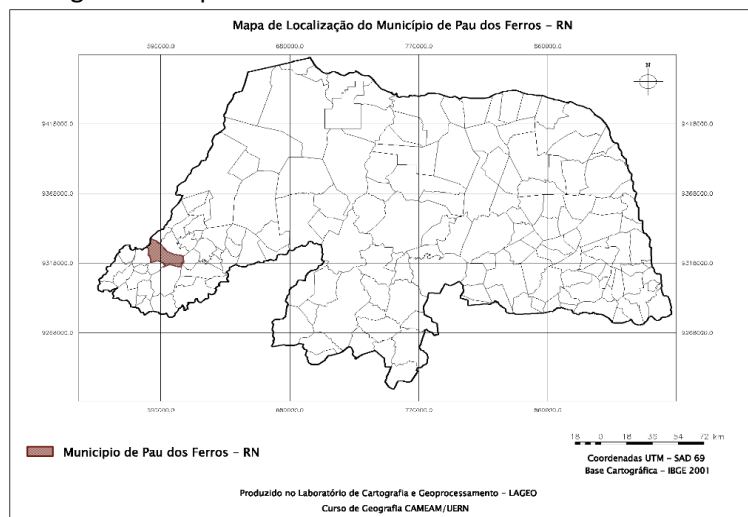 Mapa de Localização do Município de Pau dos Ferros - RN
590000.0 680000.0 770000.0 860000.0
N
9418000.0 9418000.0
9368000.0 9368000.0
9318000.0 9318000.0
9268000.0 9268000.0
590000.0 680000.0 770000.0 860000.0
18 0 18 36 54 72 km
Municipio de Pau dos Ferros - RN
Coordenadas UTM - SAD 69
Base Cartográfica - IBGE 2001
Produzido no Laboratório de Cartografia e Geoprocessamento - LAGEO
Curso de Geografia CAMEAM/UERN